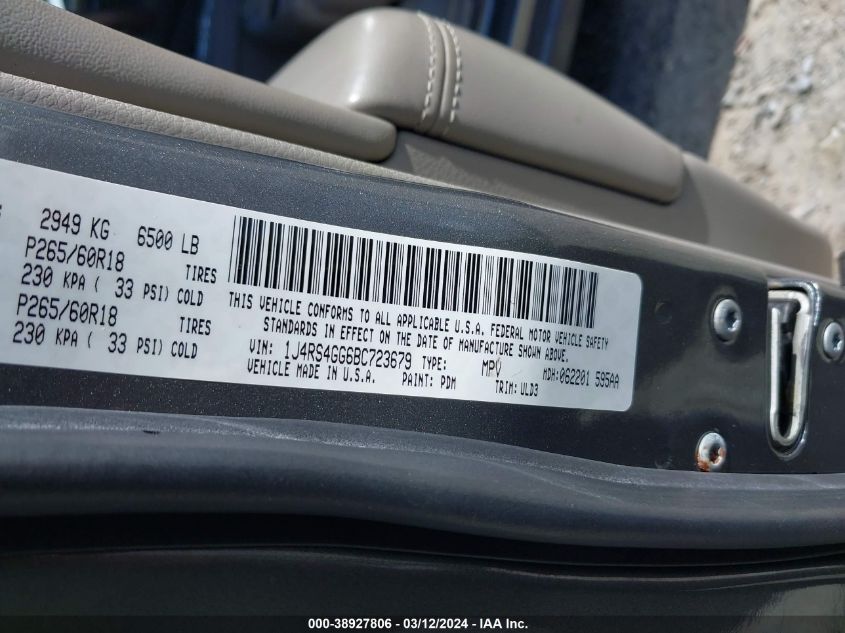 2949 KG 6500 LB
P265/60R18 TIRES
230 KPA ( 33 PSI) COLD
P265/60R18 TIRES
230 KPA ( 33 PSI) COLD
THIS VEHICLE CONFORMS TO ALL APPLICABLE U.S.A. FEDERAL MOTOR VEHICLE SAFETY
STANDARDS IN EFFECT ON THE DATE OF MANUFACTURE SHOWN ABOVE.
VIN: 1J4RS4GG6BC723679 TYPE: MPV MDH:062201 595AA
VEHICLE MADE IN U.S.A. PAINT: PDM TRIM: ULD3
000-38927806 - 03/12/2024 - IAA Inc.